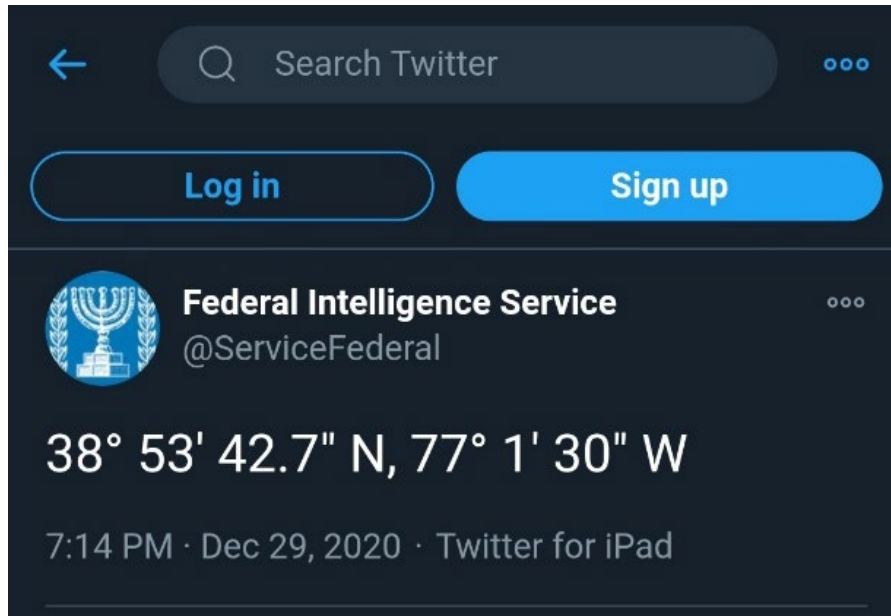 Search Twitter
Log in Sign up
Federal Intelligence Service
@ServiceFederal
38° 53' 42.7" N, 77° 1' 30" W
7:14 PM · Dec 29, 2020 · Twitter for iPad